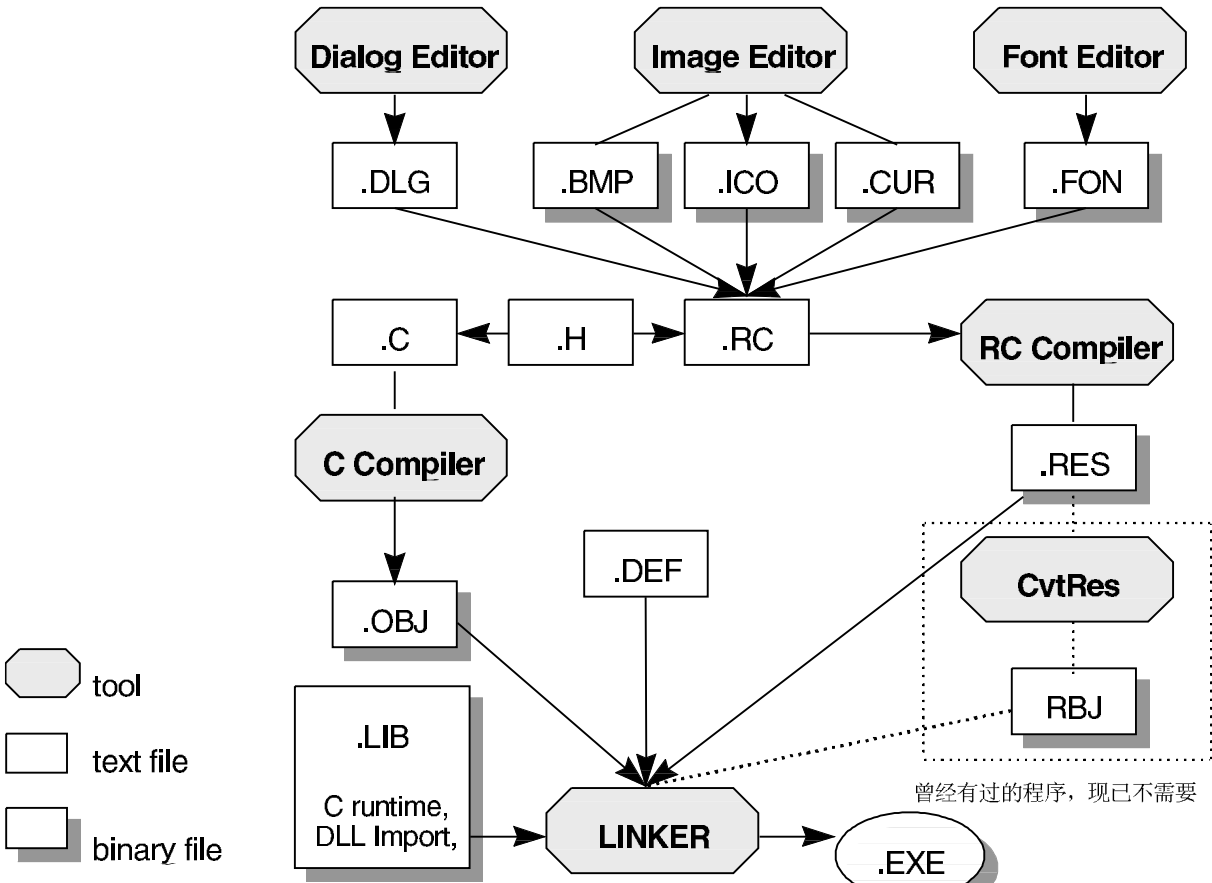 Dialog Editor
Image Editor
Font Editor
.DLG
.BMP
.ICO
.CUR
.FON
.C
.H
.RC
RC Compiler
C Compiler
.RES
.DEF
CvtRes
.OBJ
RBJ
tool
text file
binary file
.LIB
C runtime,
DLL Import,
LINKER
曾经有过的程序，现已不需要
.EXE